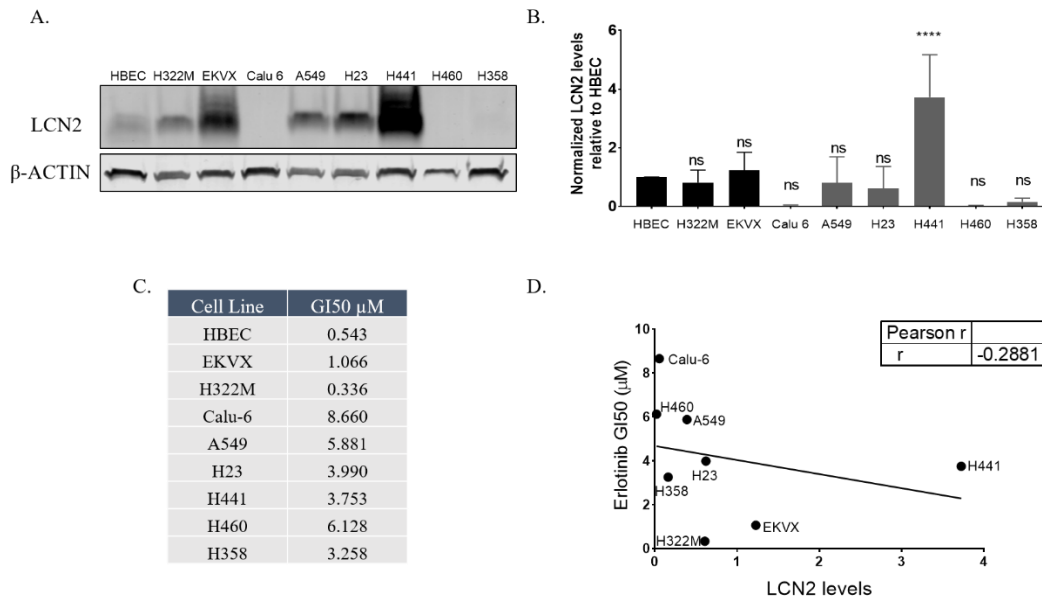 A.
HBEC H322M EKVX Calu 6 A549 H23 H441 H460 H358
LCN2
β-ACTIN
B.
Normalized LCN2 levels
relative to HBEC
6
4
2
0
ns ns ns ns ns **** ns ns
HBEC H322M EKVX Calu 6 A549 H23 H441 H460 H358
C.
Cell Line GI50 µM
HBEC 0.543
EKVX 1.066
H322M 0.336
Calu-6 8.660
A549 5.881
H23 3.990
H441 3.753
H460 6.128
H358 3.258
D.
Pearson r
r -0.2881
Erlotinib GI50 (μM)
10
8
6
4
2
0
Calu-6
H460
A549
H23
H441
H358
EKVX
H322M
0 1 2 3 4
LCN2 levels